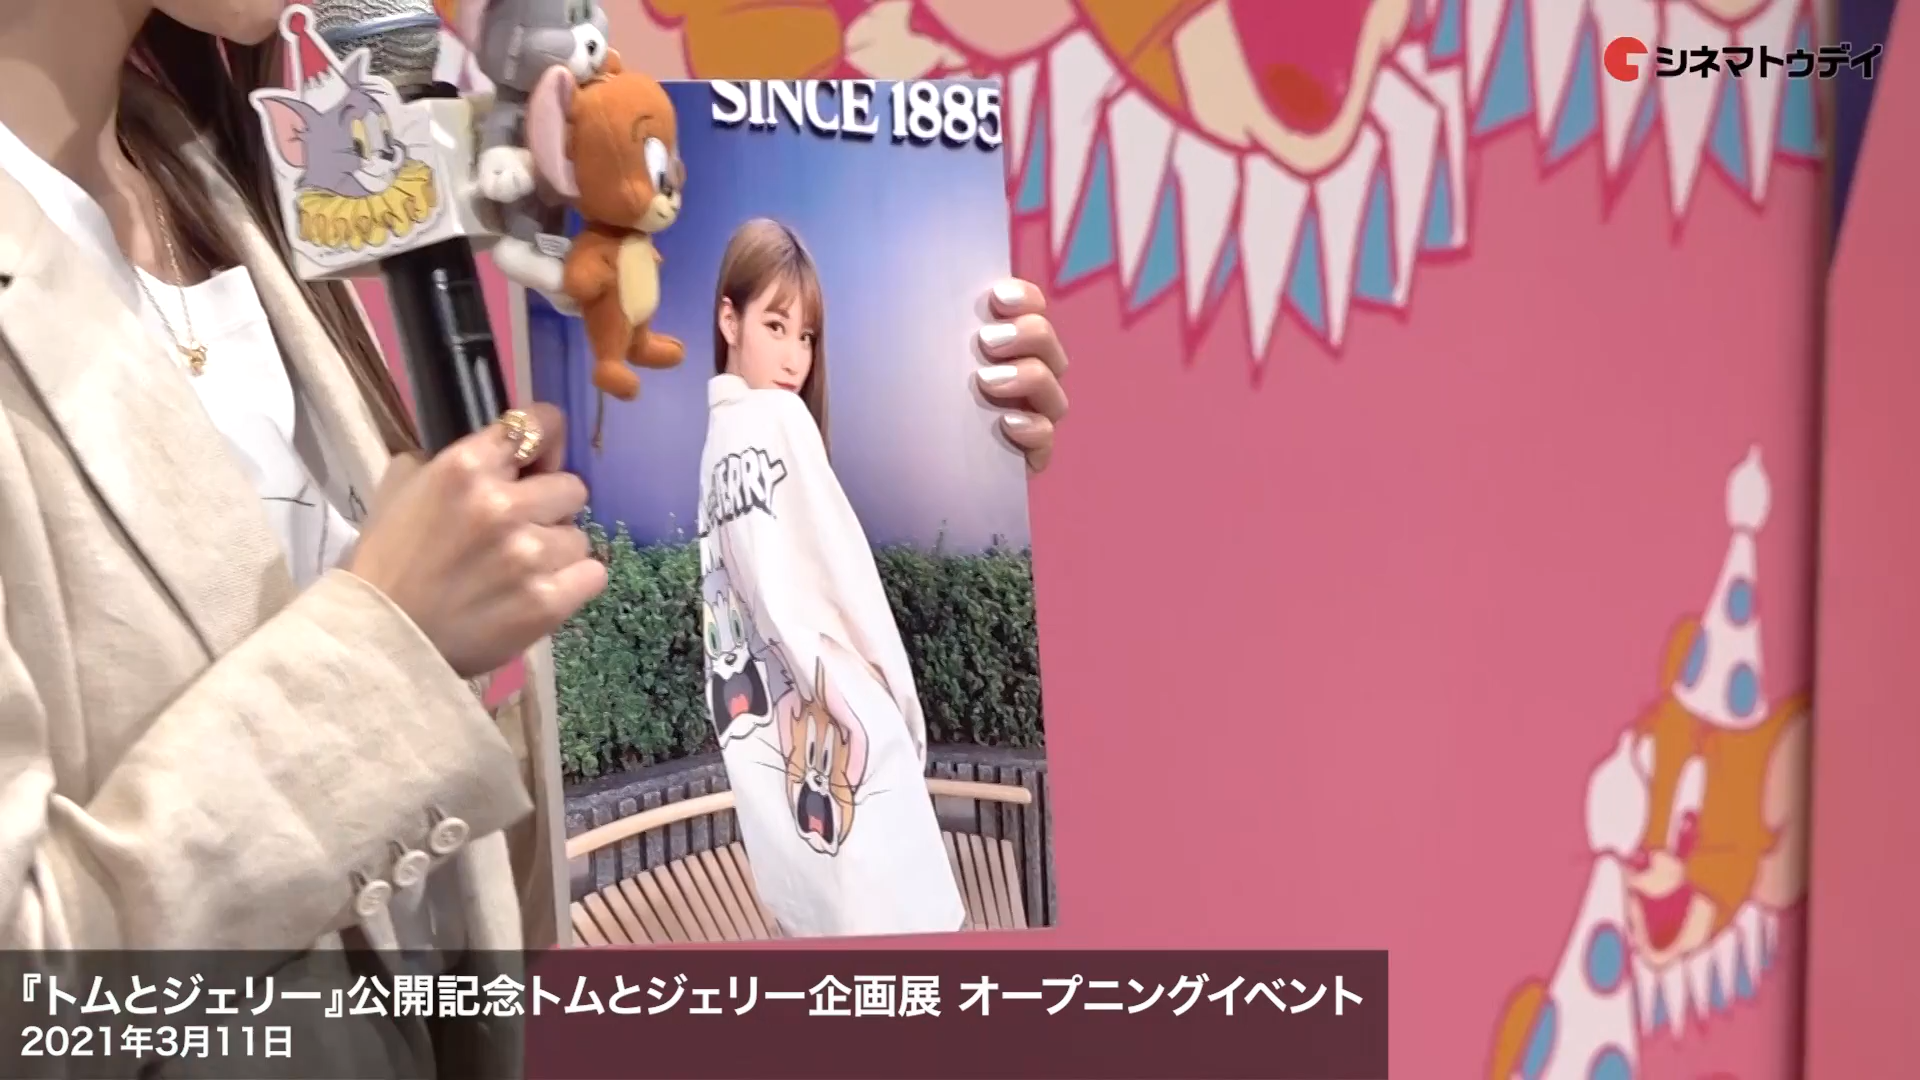 シネマトゥデイ
SINCE 1885
JERRY
『トムとジェリー』公開記念トムとジェリー企画展 オープニングイベント
2021年3月11日